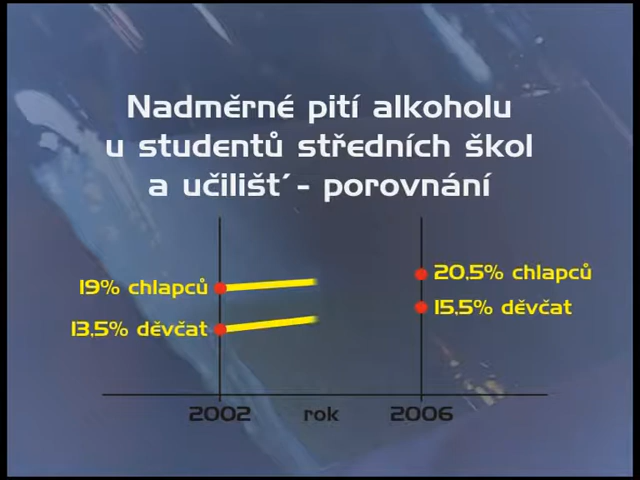 Nadměrné pití alkoholu
u studentů středních škol
a učilišť - porovnání
20,5% chlapců
19% chlapců
15,5% děvčat
13,5% děvčat
2002 rok 2006